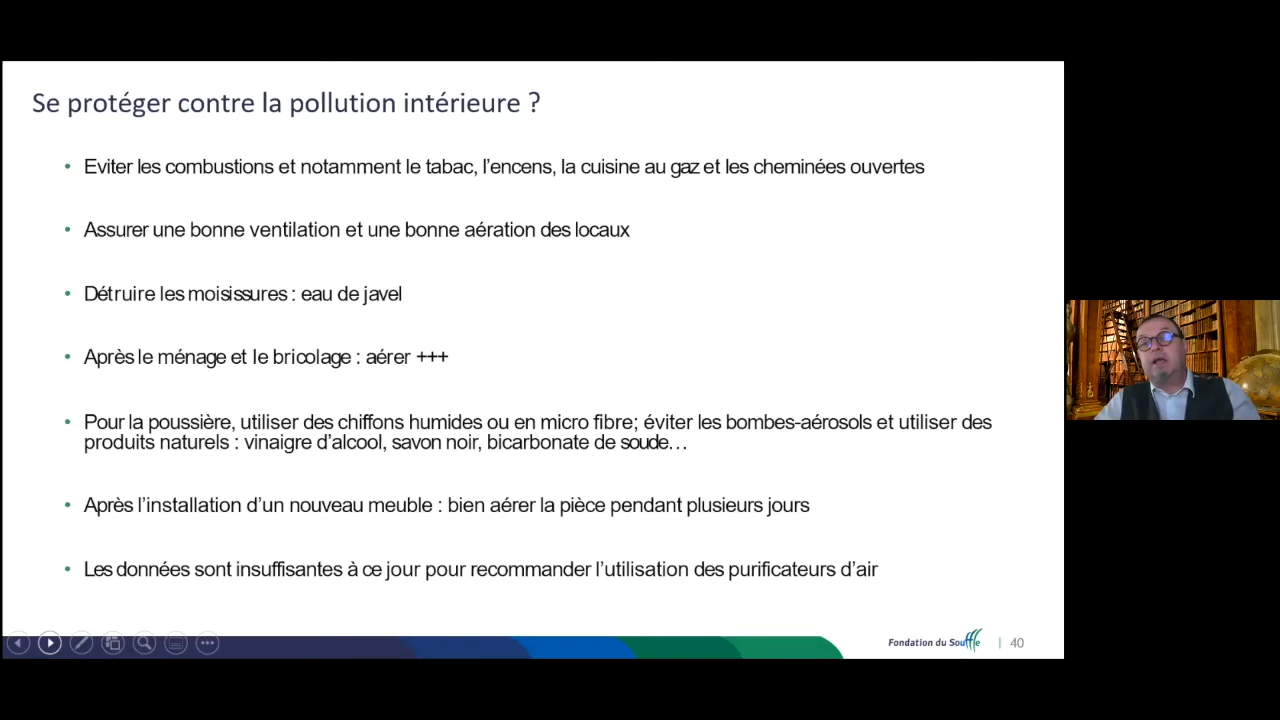 Se protéger contre la pollution intérieure ?
• Eviter les combustions et notamment le tabac, l’encens, la cuisine au gaz et les cheminées ouvertes
• Assurer une bonne ventilation et une bonne aération des locaux
• Détruire les moisissures : eau de javel
• Après le ménage et le bricolage : aérer +++
• Pour la poussière, utiliser des chiffons humides ou en micro fibre; éviter les bombes-aérosols et utiliser des
produits naturels : vinaigre d’alcool, savon noir, bicarbonate de soude…
• Après l’installation d’un nouveau meuble : bien aérer la pièce pendant plusieurs jours
• Les données sont insuffisantes à ce jour pour recommander l’utilisation des purificateurs d’air
Fondation du Souffle | 40